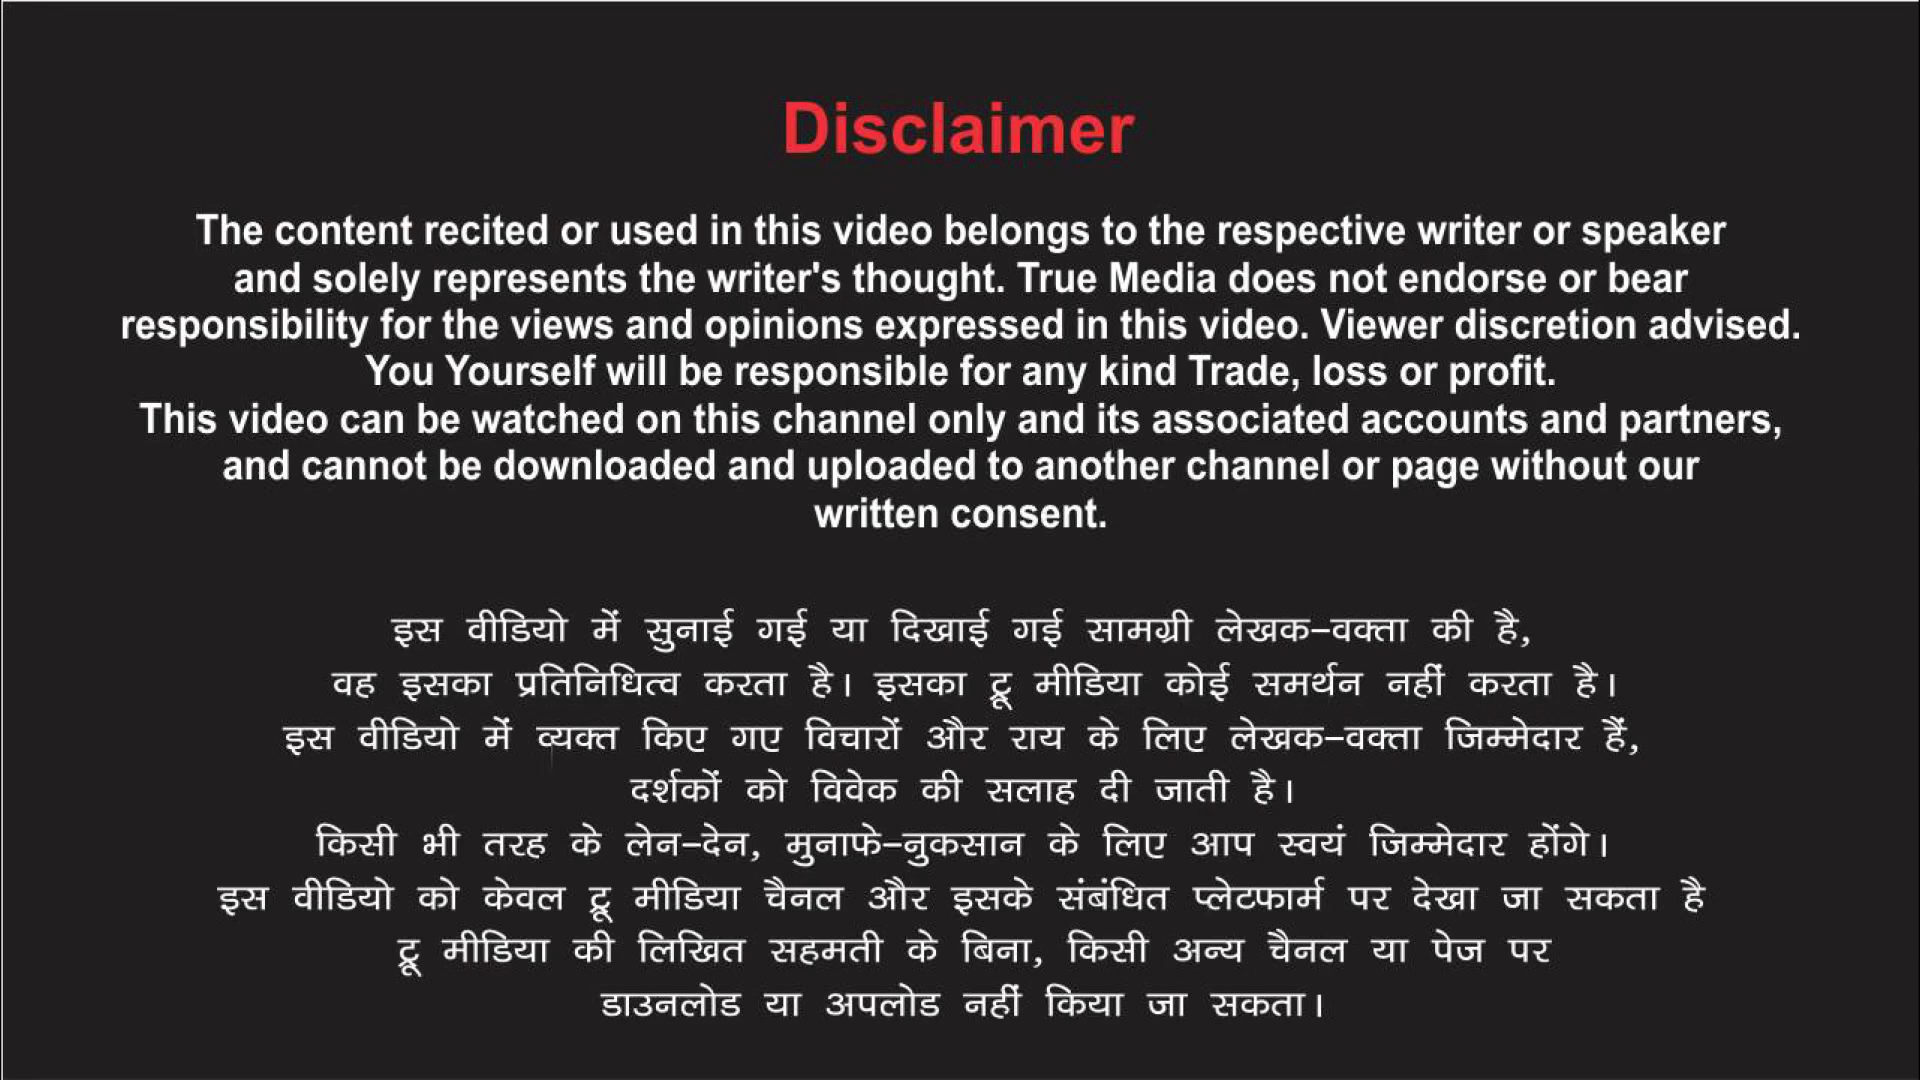 Disclaimer
The content recited or used in this video belongs to the respective writer or speaker
and solely represents the writer's thought. True Media does not endorse or bear
responsibility for the views and opinions expressed in this video. Viewer discretion advised.
You Yourself will be responsible for any kind Trade, loss or profit.
This video can be watched on this channel only and its associated accounts and partners,
and cannot be downloaded and uploaded to another channel or page without our
written consent.
इस वीडियो में सुनाई गई या दिखाई गई सामग्री लेखक–वक्ता की है,
वह इसका प्रतिनिधित्व करता है। इसका ट्रू मीडिया कोई समर्थन नहीं करता है।
इस वीडियो में व्यक्त किए गए विचारों और राय के लिए लेखक–वक्ता जिम्मेदार हैं,
दर्शकों को विवेक की सलाह दी जाती है।
किसी भी तरह के लेन–देन, मुनाफे–नुकसान के लिए आप स्वयं जिम्मेदार होंगे।
इस वीडियो को केवल ट्रू मीडिया चैनल और इसके संबंधित प्लेटफार्म पर देखा जा सकता है
ट्रू मीडिया की लिखित सहमती के बिना, किसी अन्य चैनल या पेज पर
डाउनलोड या अपलोड नहीं किया जा सकता।